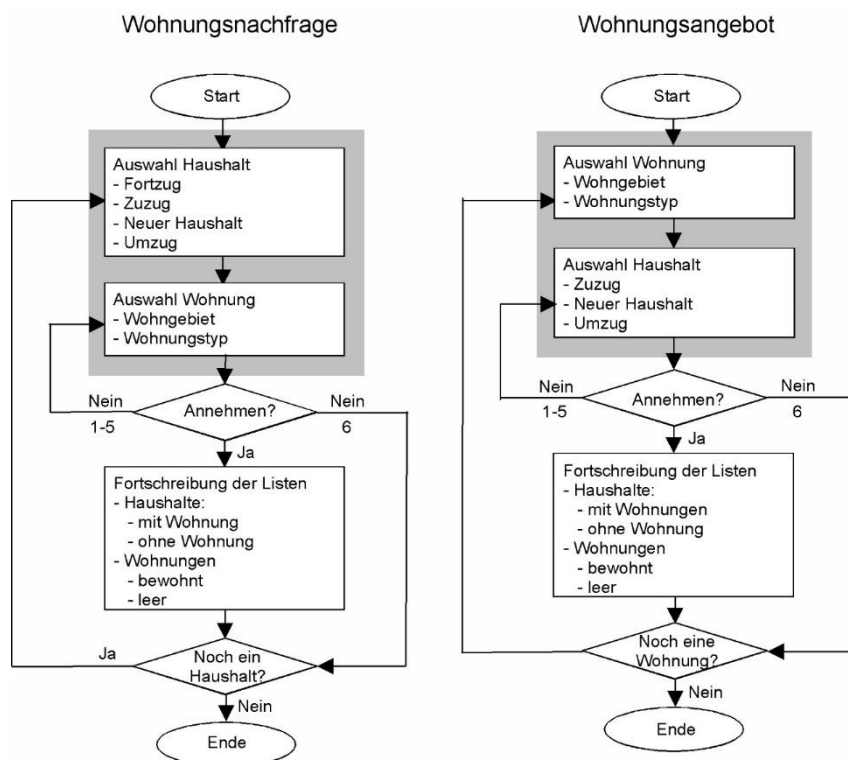 Wohnungsnachfrage
Start
Auswahl Haushalt
- Fortzug
- Zuzug
- Neuer Haushalt
- Umzug
Auswahl Wohnung
- Wohngebiet
- Wohnungstyp
Nein
1-5
Annehmen?
Nein
6
Ja
Fortschreibung der Listen
- Haushalte:
- mit Wohnung
- ohne Wohnung
- Wohnungen
- bewohnt
- leer
Ja
Noch ein
Haushalt?
Nein
Ende
Wohnungsangebot
Start
Auswahl Wohnung
- Wohngebiet
- Wohnungstyp
Auswahl Haushalt
- Zuzug
- Neuer Haushalt
- Umzug
Nein
1-5
Annehmen?
Nein
6
Ja
Fortschreibung der Listen
- Haushalte:
- mit Wohnungen
- ohne Wohnung
- Wohnungen
- bewohnt
- leer
Noch eine
Wohnung?
Nein
Ende